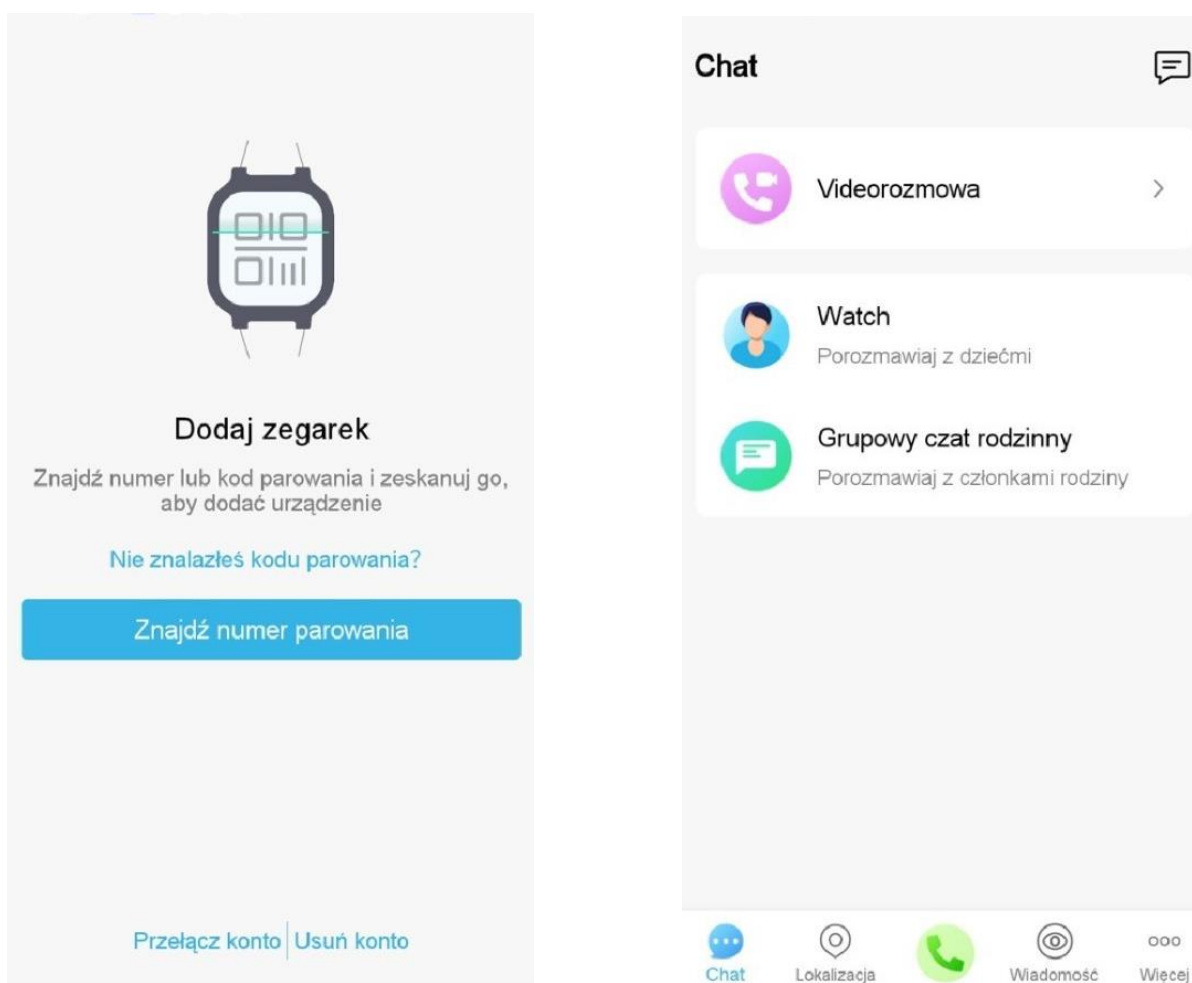 Dodaj zegarek
Znajdź numer lub kod parowania i zeskanuj go,
aby dodać urządzenie
Nie znalazłeś kodu parowania?
Znajdź numer parowania
Przełącz konto
Usuń konto
Chat
Videorozmowa
Watch
Porozmawiaj z dziećmi
Grupowy czat rodzinny
Porozmawiaj z członkami rodziny
Chat
Lokalizacja
Wiadomość
Więcej